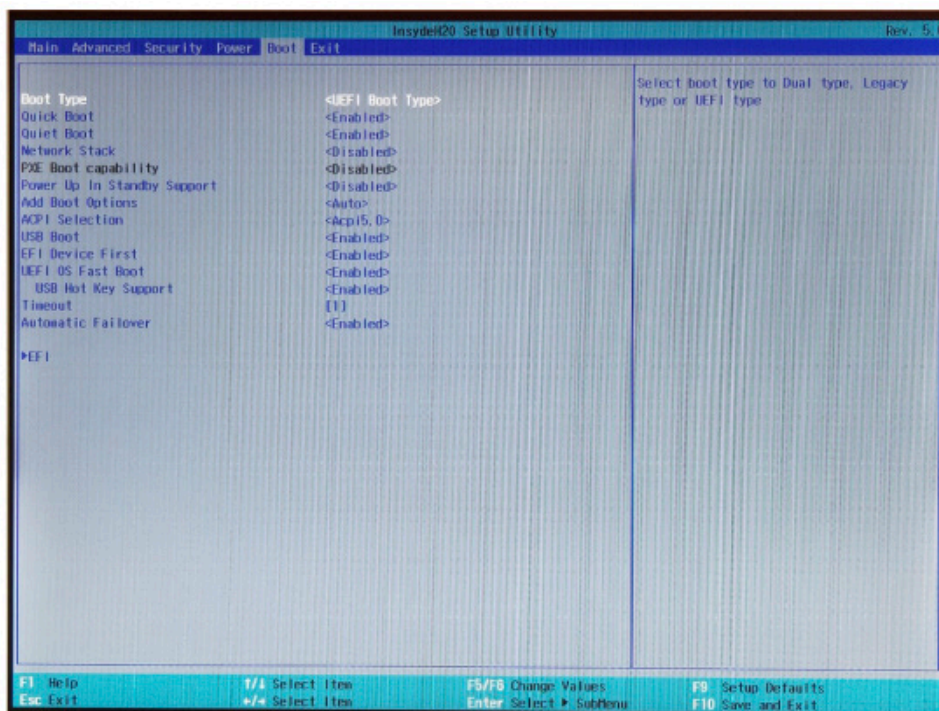 InsydeH20 Setup Utility Rev. 5.
Main Advanced Security Power Boot Exit
Select boot type to Dual type, Legacy
type or UEFI type
Boot Type <UEFI Boot Type>
Quick Boot <Enabled>
Quiet Boot <Enabled>
Network Stack <Disabled>
PXE Boot capability <Disabled>
Power Up In Standby Support <Disabled>
Add Boot Options <Auto>
ACPI Selection <Acpi5.0>
USB Boot <Enabled>
EFI Device First <Enabled>
UEFI OS Fast Boot <Enabled>
USB Hot Key Support <Enabled>
Timeout [1]
Automatic Failover <Enabled>
▶EFI
F1 Help ↑/↓ Select Item F5/F6 Change Values F9 Setup Defaults
Esc Exit ←/→ Select Item Enter Select ▶ SubMenu F10 Save and Exit